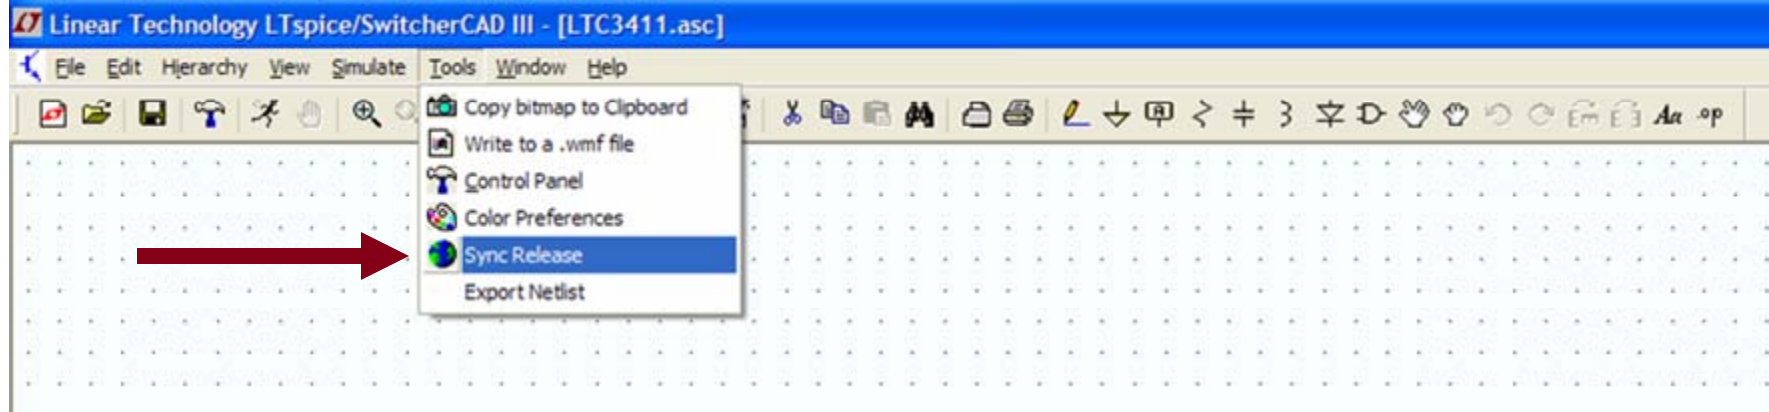 Linear Technology LTspice/SwitcherCAD III - [LTC3411.asc]
File Edit Hierarchy View Simulate Tools Window Help
Aa .op
Copy bitmap to Clipboard
Write to a .wmf file
Control Panel
Color Preferences
Sync Release
Export Netlist